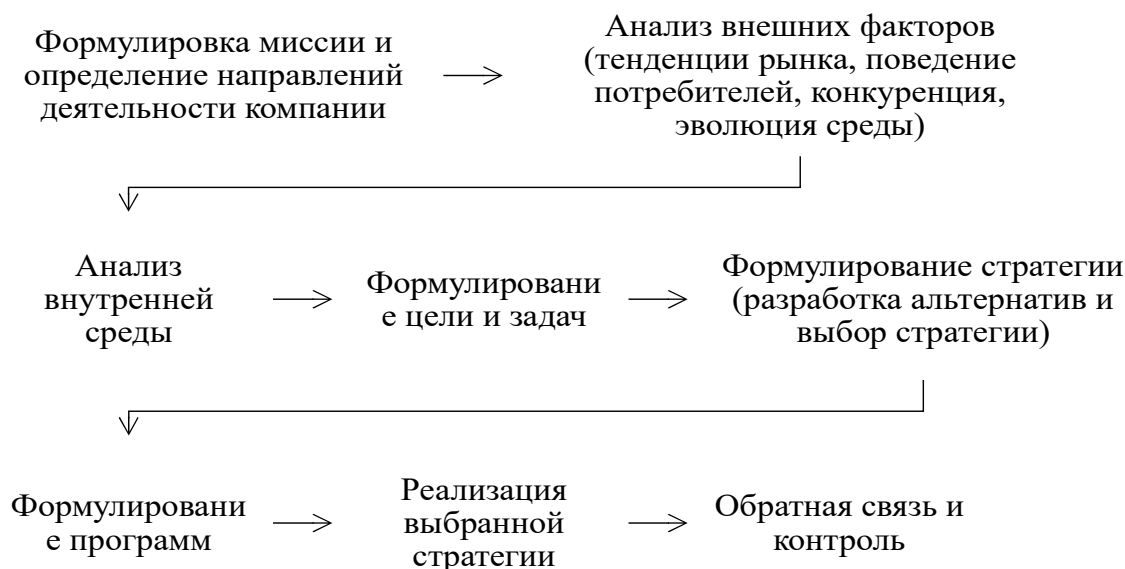 Формулировка миссии и
определение направлений
деятельности компании
Анализ внешних факторов
(тенденции рынка, поведение
потребителей, конкуренция,
эволюция среды)
Анализ
внутренней
среды
Формулировани
е цели и задач
Формулирование стратегии
(разработка альтернатив и
выбор стратегии)
Формулировани
е программ
Реализация
выбранной
стратегии
Обратная связь и
контроль